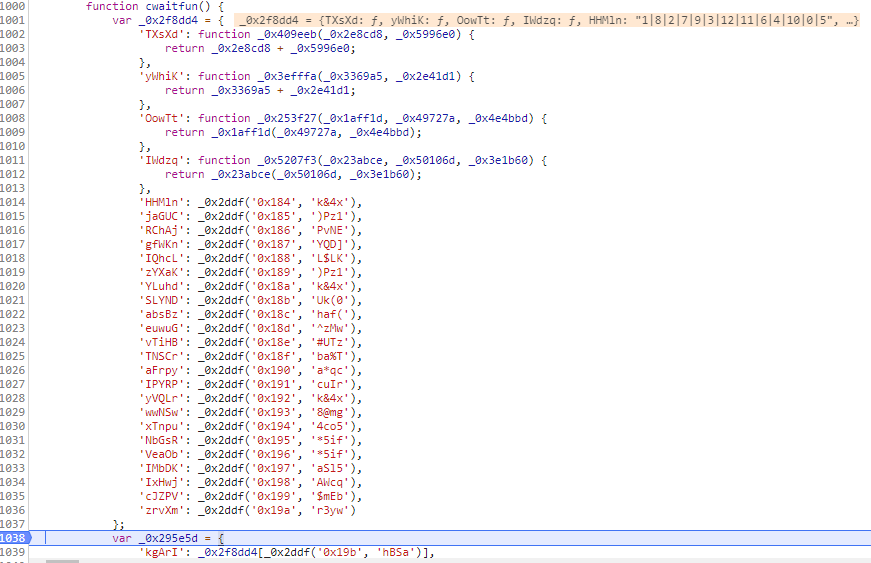 1000 function cwaitfun() {
1001 var _0x2f8dd4 = { _0x2f8dd4 = {TXsXd: ƒ, yWhiK: ƒ, OowTt: ƒ, IWdzq: ƒ, HHMln: "1|8|2|7|9|3|12|11|6|4|10|0|5", …}
1002 'TXsXd': function _0x409eeb(_0x2e8cd8, _0x5996e0) {
1003 return _0x2e8cd8 + _0x5996e0;
1004 },
1005 'yWhiK': function _0x3efffa(_0x3369a5, _0x2e41d1) {
1006 return _0x3369a5 + _0x2e41d1;
1007 },
1008 'OowTt': function _0x253f27(_0x1aff1d, _0x49727a, _0x4e4bbd) {
1009 return _0x1aff1d(_0x49727a, _0x4e4bbd);
1010 },
1011 'IWdzq': function _0x5207f3(_0x23abce, _0x50106d, _0x3e1b60) {
1012 return _0x23abce(_0x50106d, _0x3e1b60);
1013 },
1014 'HHMln': _0x2ddf('0x184', 'k&4x'),
1015 'jaGUC': _0x2ddf('0x185', ')Pz1'),
1016 'RChAj': _0x2ddf('0x186', 'PvNE'),
1017 'gfWKn': _0x2ddf('0x187', 'YQD]'),
1018 'IQhcL': _0x2ddf('0x188', 'L$LK'),
1019 'zYXaK': _0x2ddf('0x189', ')Pz1'),
1020 'YLuhd': _0x2ddf('0x18a', 'k&4x'),
1021 'SLYND': _0x2ddf('0x18b', 'Uk(0'),
1022 'absBz': _0x2ddf('0x18c', 'haf('),
1023 'euwuG': _0x2ddf('0x18d', '^zMw'),
1024 'vTiHB': _0x2ddf('0x18e', '#UTz'),
1025 'TNSCr': _0x2ddf('0x18f', 'ba%T'),
1026 'aFrpy': _0x2ddf('0x190', 'a*qc'),
1027 'IPYRP': _0x2ddf('0x191', 'cuIr'),
1028 'yVQLr': _0x2ddf('0x192', 'k&4x'),
1029 'wwNSw': _0x2ddf('0x193', '8@mg'),
1030 'xTnpu': _0x2ddf('0x194', '4co5'),
1031 'NbGsR': _0x2ddf('0x195', '*5if'),
1032 'VeaOb': _0x2ddf('0x196', '*5if'),
1033 'IMbDK': _0x2ddf('0x197', 'aSl5'),
1034 'IxHwj': _0x2ddf('0x198', 'AWcq'),
1035 'cJZPV': _0x2ddf('0x199', '$mEb'),
1036 'zrvXm': _0x2ddf('0x19a', 'r3yw')
1037 };
1038 var _0x295e5d = {
1039 'kgArI': _0x2f8dd4[_0x2ddf('0x19b', 'hBSa')],